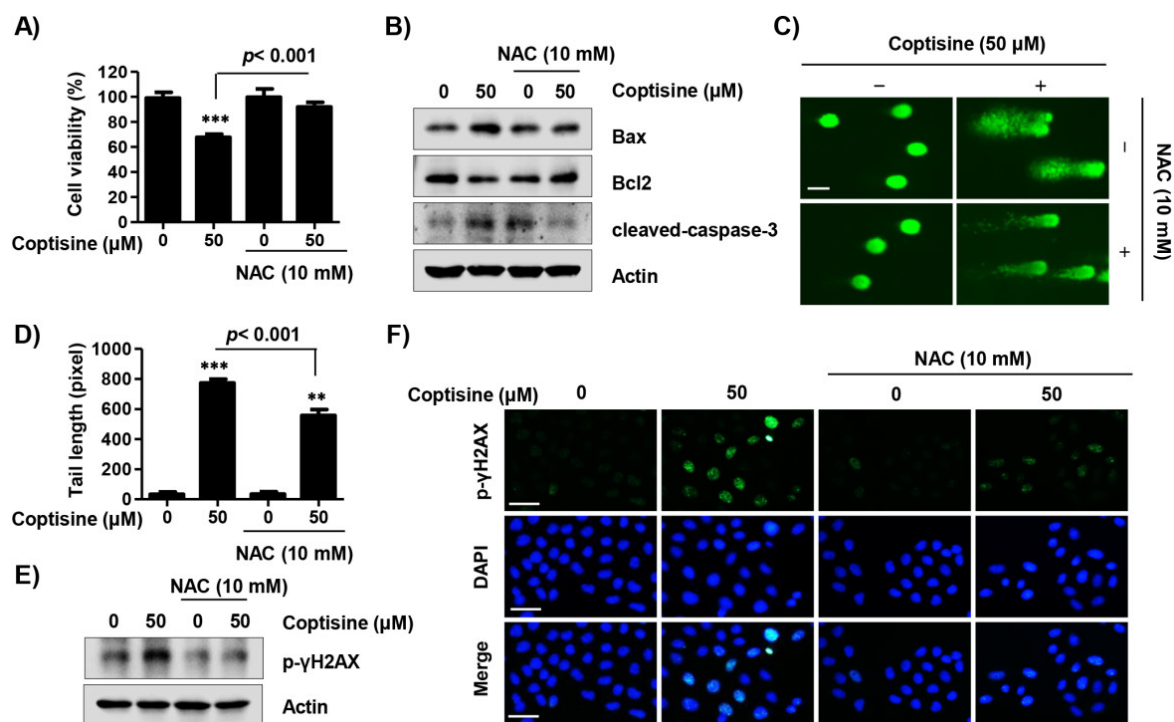 A)
p< 0.001
Cell viability (%)
120
100
80
60
40
20
0
***
Coptisine (µM) 0 50 0 50
NAC (10 mM)
B)
NAC (10 mM)
0 50 0 50 Coptisine (µM)
Bax
Bcl2
cleaved-caspase-3
Actin
C)
Coptisine (50 µM)
− +
−
+
NAC (10 mM)
D)
p< 0.001
Tail length (pixel)
1000
800
600
400
200
0
***
**
Coptisine (µM) 0 50 0 50
NAC (10 mM)
E)
NAC (10 mM)
0 50 0 50 Coptisine (µM)
p-γH2AX
Actin
F)
NAC (10 mM)
Coptisine (µM) 0 50 0 50
p-γH2AX
DAPI
Merge